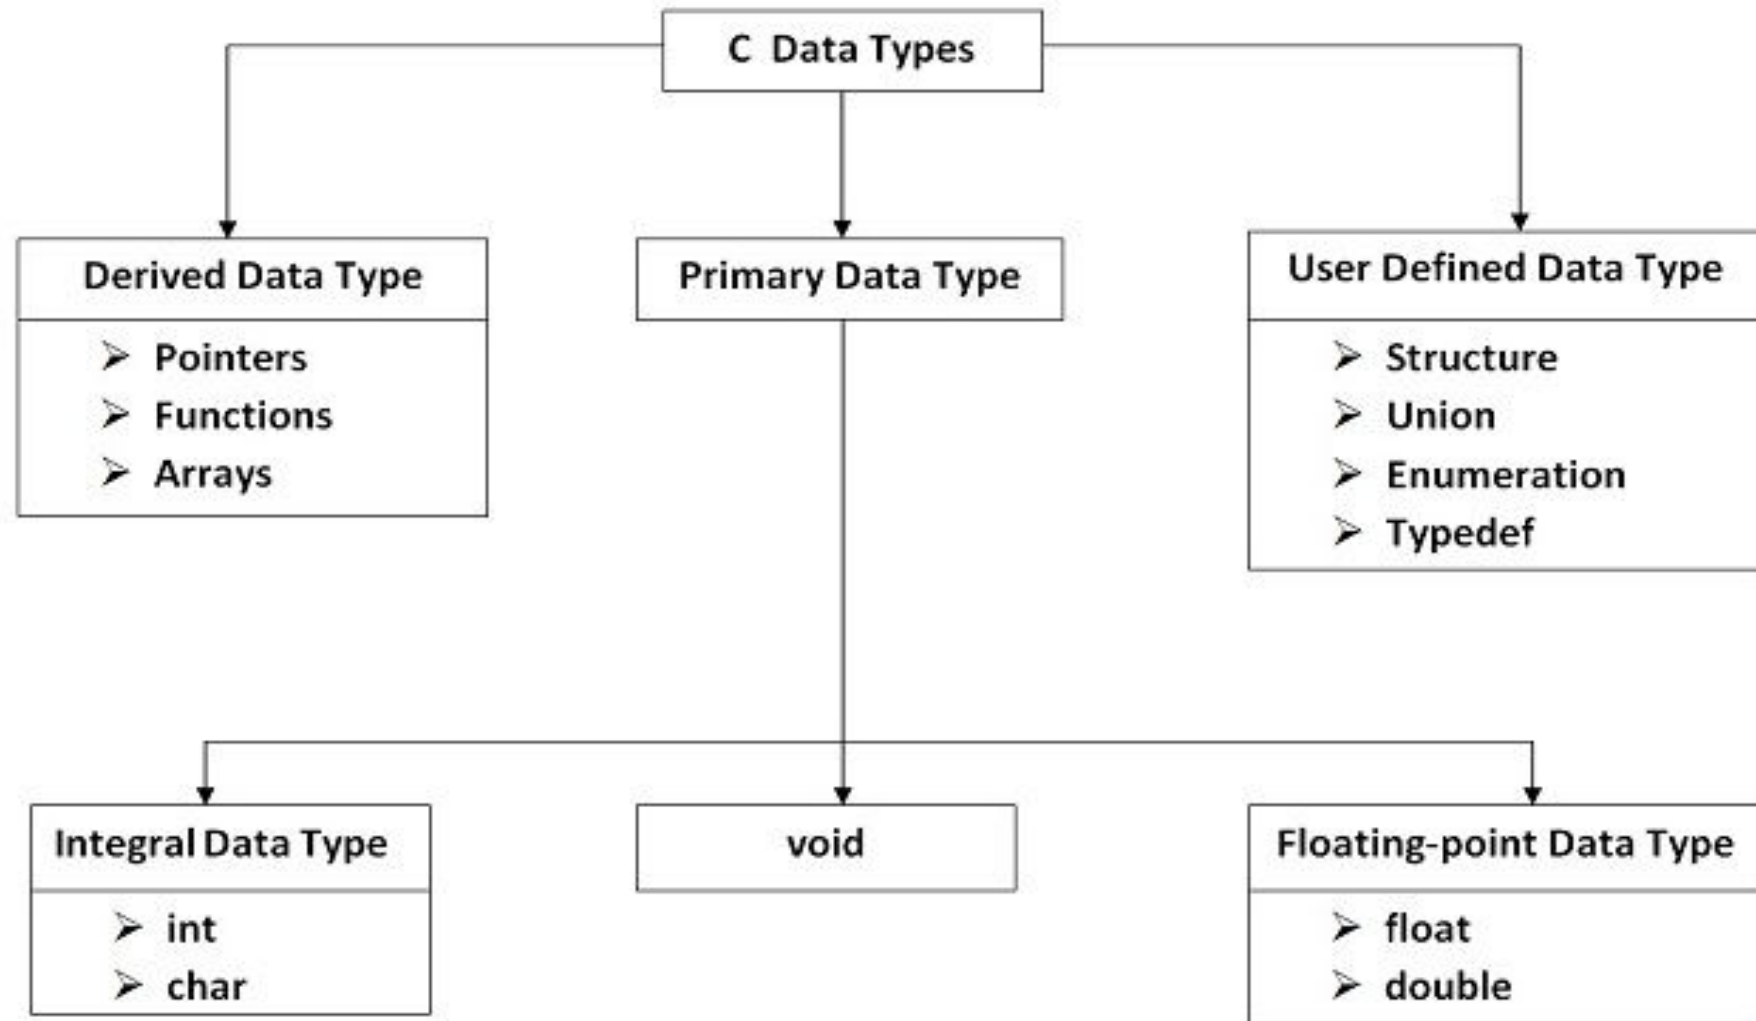 C Data Types
Derived Data Type
Pointers
Functions
Arrays
Primary Data Type
User Defined Data Type
Structure
Union
Enumeration
Typedef
Integral Data Type
int
char
void
Floating-point Data Type
float
double